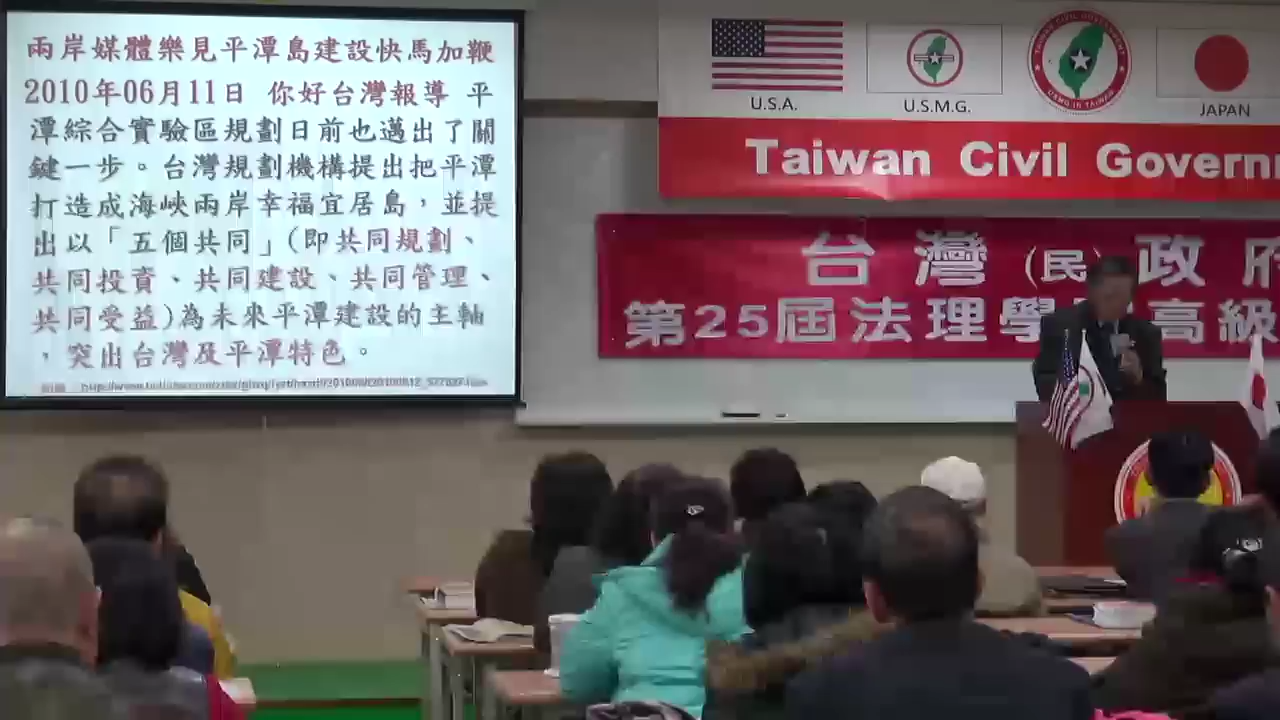 兩岸媒體樂見平潭島建設快馬加鞭
2010年06月11日 你好台灣報導 平
潭綜合實驗區規劃日前也邁出了關
鍵一步。台灣規劃機構提出把平潭
打造成海峽兩岸幸福宜居島，並提
出以「五個共同」(即共同規劃、
共同投資、共同建設、共同管理、
共同受益)為未來平潭建設的主軸
，突出台灣及平潭特色。
U.S.A.
U.S.M.G.
TAIWAN CIVIL GOVERNMENT
USMG IN TAIWAN
JAPAN
Taiwan Civil Governm
台灣(民)政府
第25屆法理學 高級